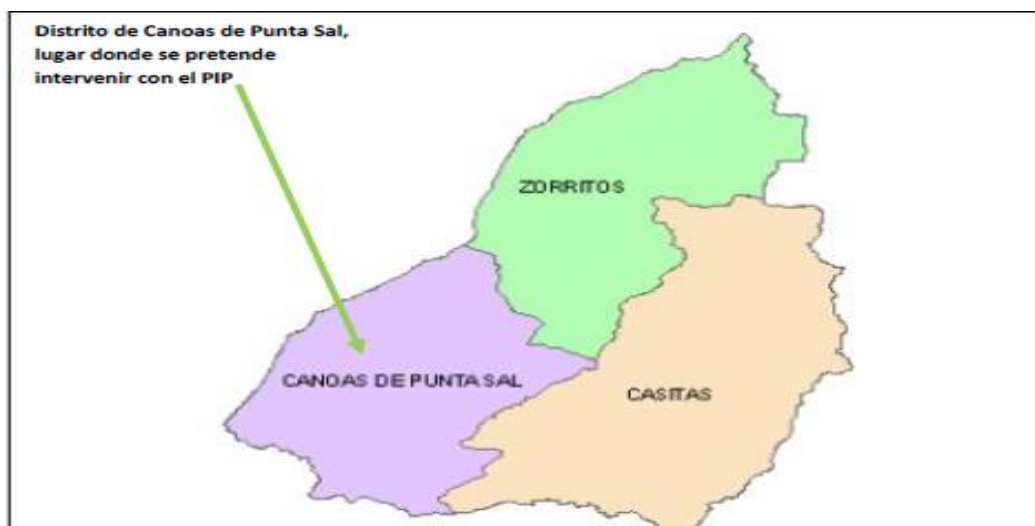 Distrito de Canoas de Punta Sal,
lugar donde se pretende
intervenir con el PIP
ZORRITOS
CANOAS DE PUNTA SAL
CASITAS